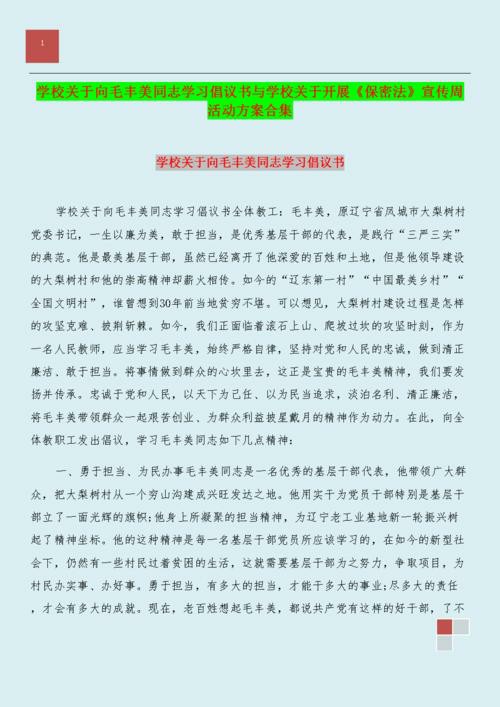 1
学校关于向毛丰美同志学习倡议书与学校关于开展《保密法》宣传周
活动方案合集
学校关于向毛丰美同志学习倡议书
学校关于向毛丰美同志学习倡议书全体教工：毛丰美，原辽宁省凤城市大梨树村
党委书记，一生以廉为美，敢于担当，是优秀基层干部的代表，是践行“三严三实”
的典范。他是最美基层干部，虽然已经离开了他深爱的百姓和土地，但是他领导建设
的大梨树村和他的崇高精神却薪火相传。如今的“辽东第一村”“中国最美乡村”“
全国文明村”，谁曾想到30年前当地贫穷不堪。可以想见，大梨树村建设过程是怎样
的攻坚克难、披荆斩棘。如今，我们正面临着滚石上山、爬坡过坎的攻坚时刻，作为
一名人民教师，应当学习毛丰美，始终严格自律，坚持对党和人民的忠诚，做到清正
廉洁、敢于担当。将事情做到群众的心坎里去，这正是宝贵的毛丰美精神，我们要发
扬并传承。忠诚于党和人民，以天下为己任、以为民当追求，淡泊名利、清正廉洁，
将毛丰美带领群众一起艰苦创业、为群众利益披星戴月的精神作为动力。在此，向全
体教职工发出倡议，学习毛丰美同志如下几点精神：
一、勇于担当、为民办事毛丰美同志是一名优秀的基层干部代表，他带领广大群
众，把大梨树村从一个穷山沟建成兴旺发达之地。他用实干为党员干部特别是基层干
部立了一面光辉的旗帜;他身上所凝聚的担当精神，为辽宁老工业基地新一轮振兴树
起了精神坐标。他的这种精神是每一名基层干部党员所应该学习的，在如今的新型社
会下，仍然有一些村民过着贫困的生活，这就需要基层干部为之努力，争取项目，为
村民办实事、办好事。勇于担当，有多大的担当，才能干多大的事业;尽多大的责任
，才会有多大的成就。现在，老百姓想起毛丰美，都说共产党有这样的好干部，了不